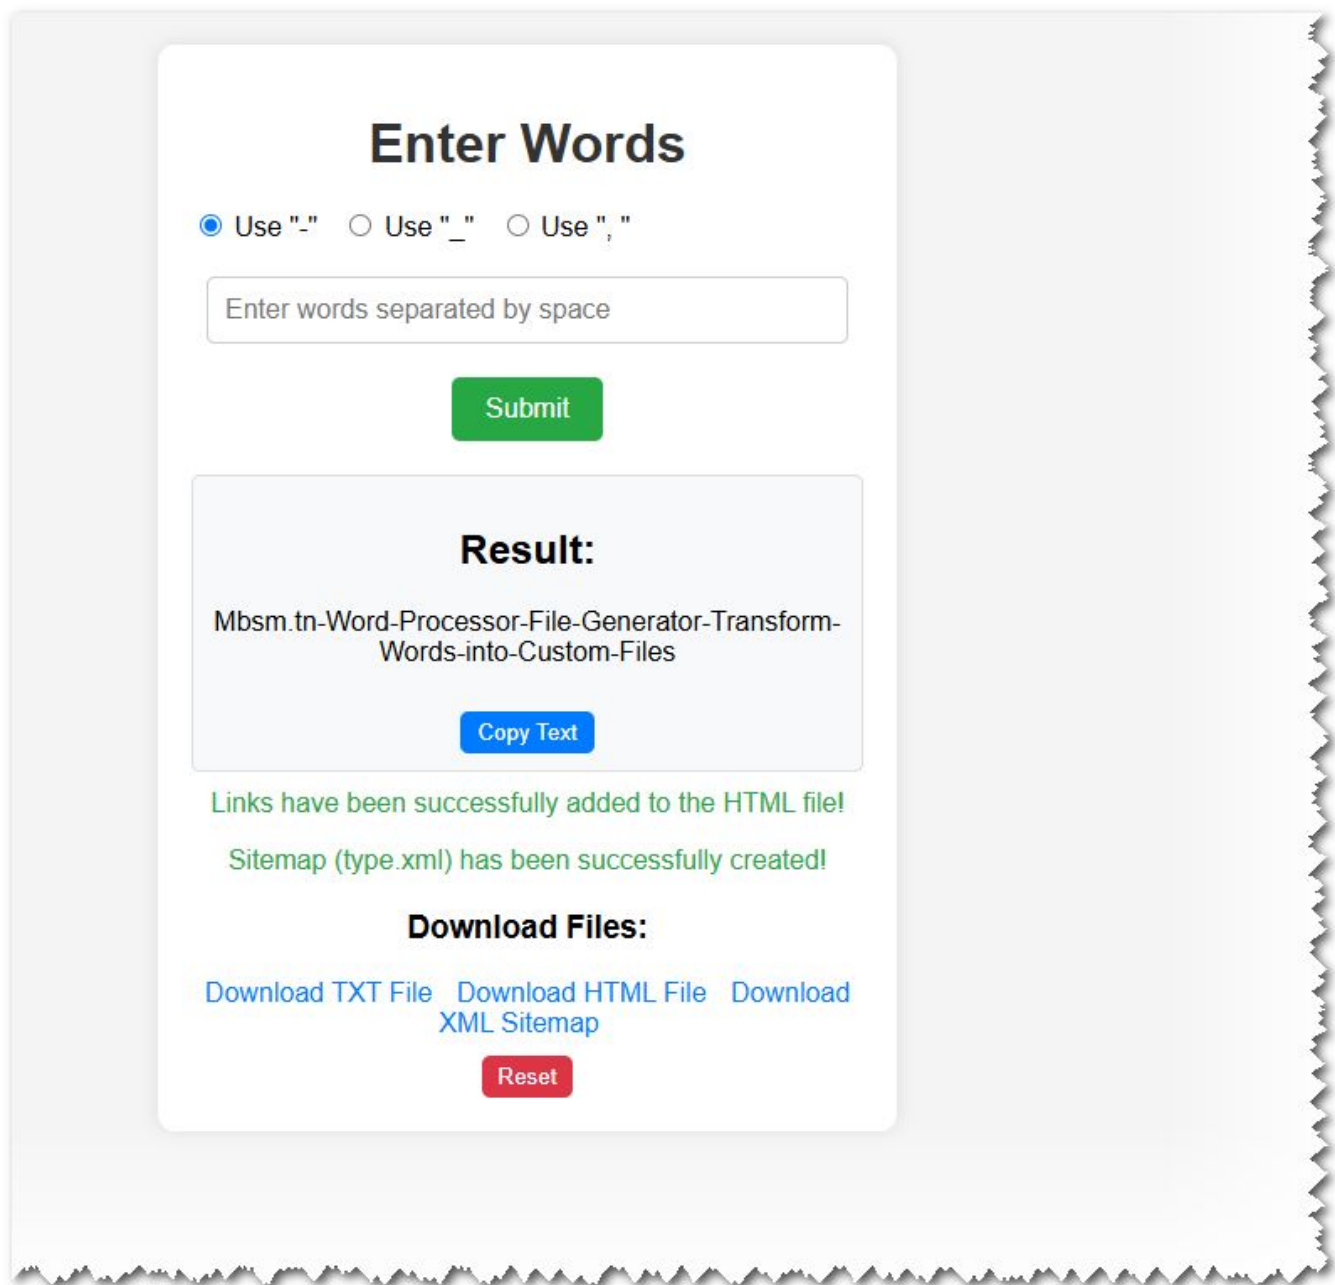 Enter Words
Use "-" Use "_" Use ", "
Enter words separated by space
Submit
Result:
Mbsm.tn-Word-Processor-File-Generator-Transform-
Words-into-Custom-Files
Copy Text
Links have been successfully added to the HTML file!
Sitemap (type.xml) has been successfully created!
Download Files:
Download TXT File Download HTML File Download
XML Sitemap
Reset